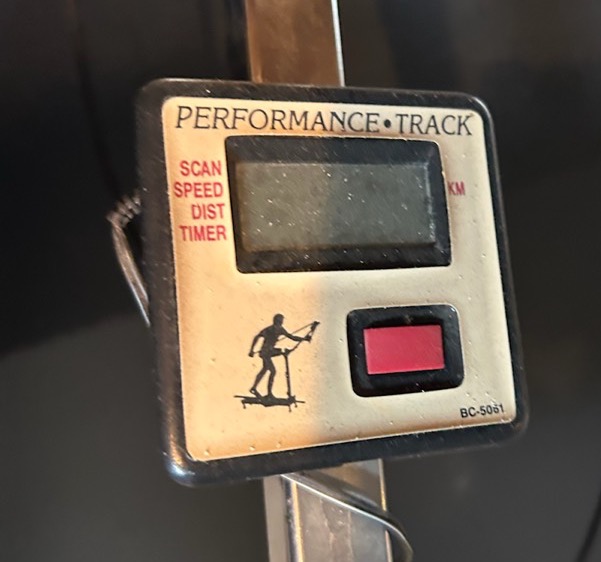 PERFORMANCE•TRACK
SCAN
SPEED
DIST
TIMER
KM
BC-5061